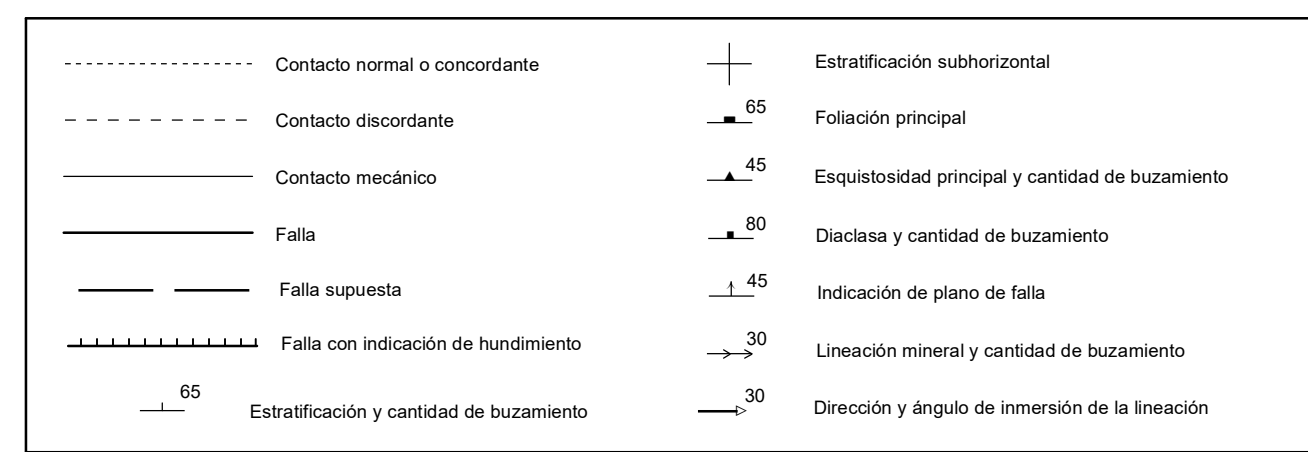 Contacto normal o concordante
Contacto discordante
Contacto mecánico
Falla
Falla supuesta
Falla con indicación de hundimiento
65 Estratificación y cantidad de buzamiento
Estratificación subhorizontal
65 Foliación principal
45 Esquistosidad principal y cantidad de buzamiento
80 Diaclasa y cantidad de buzamiento
45 Indicación de plano de falla
30 Lineación mineral y cantidad de buzamiento
30 Dirección y ángulo de inmersión de la lineación